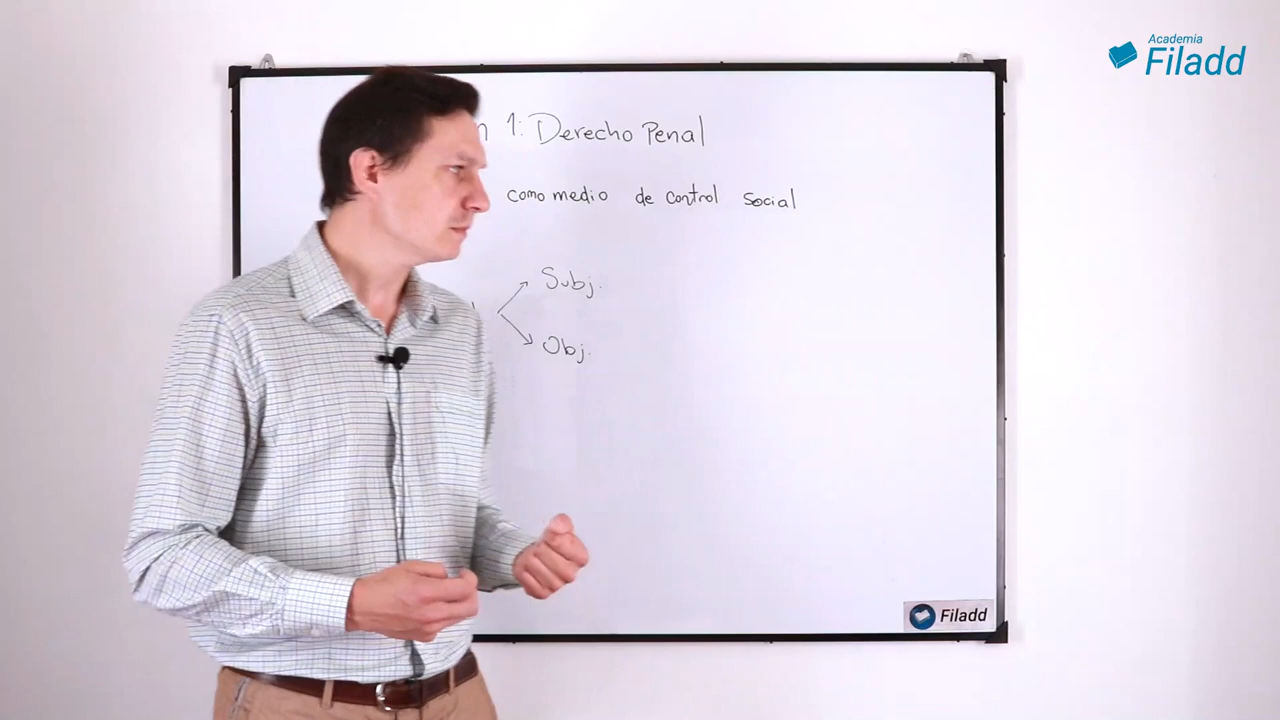 Academia
Filadd
1: Derecho Penal
como medio de control social
Subj.
Obj.
Filadd